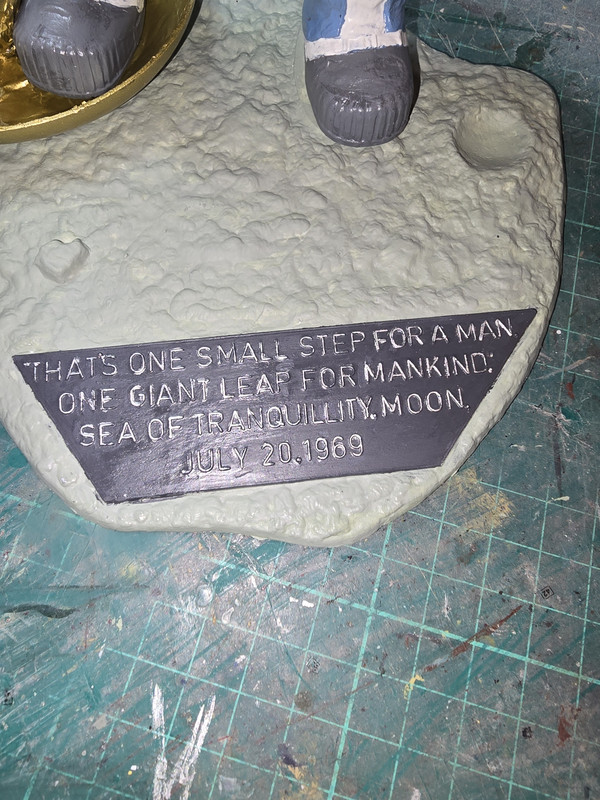 THAT'S ONE SMALL STEP FOR A MAN
ONE GIANT LEAP FOR MANKIND:
SEA OF TRANQUILLITY, MOON,
JULY 20,1969